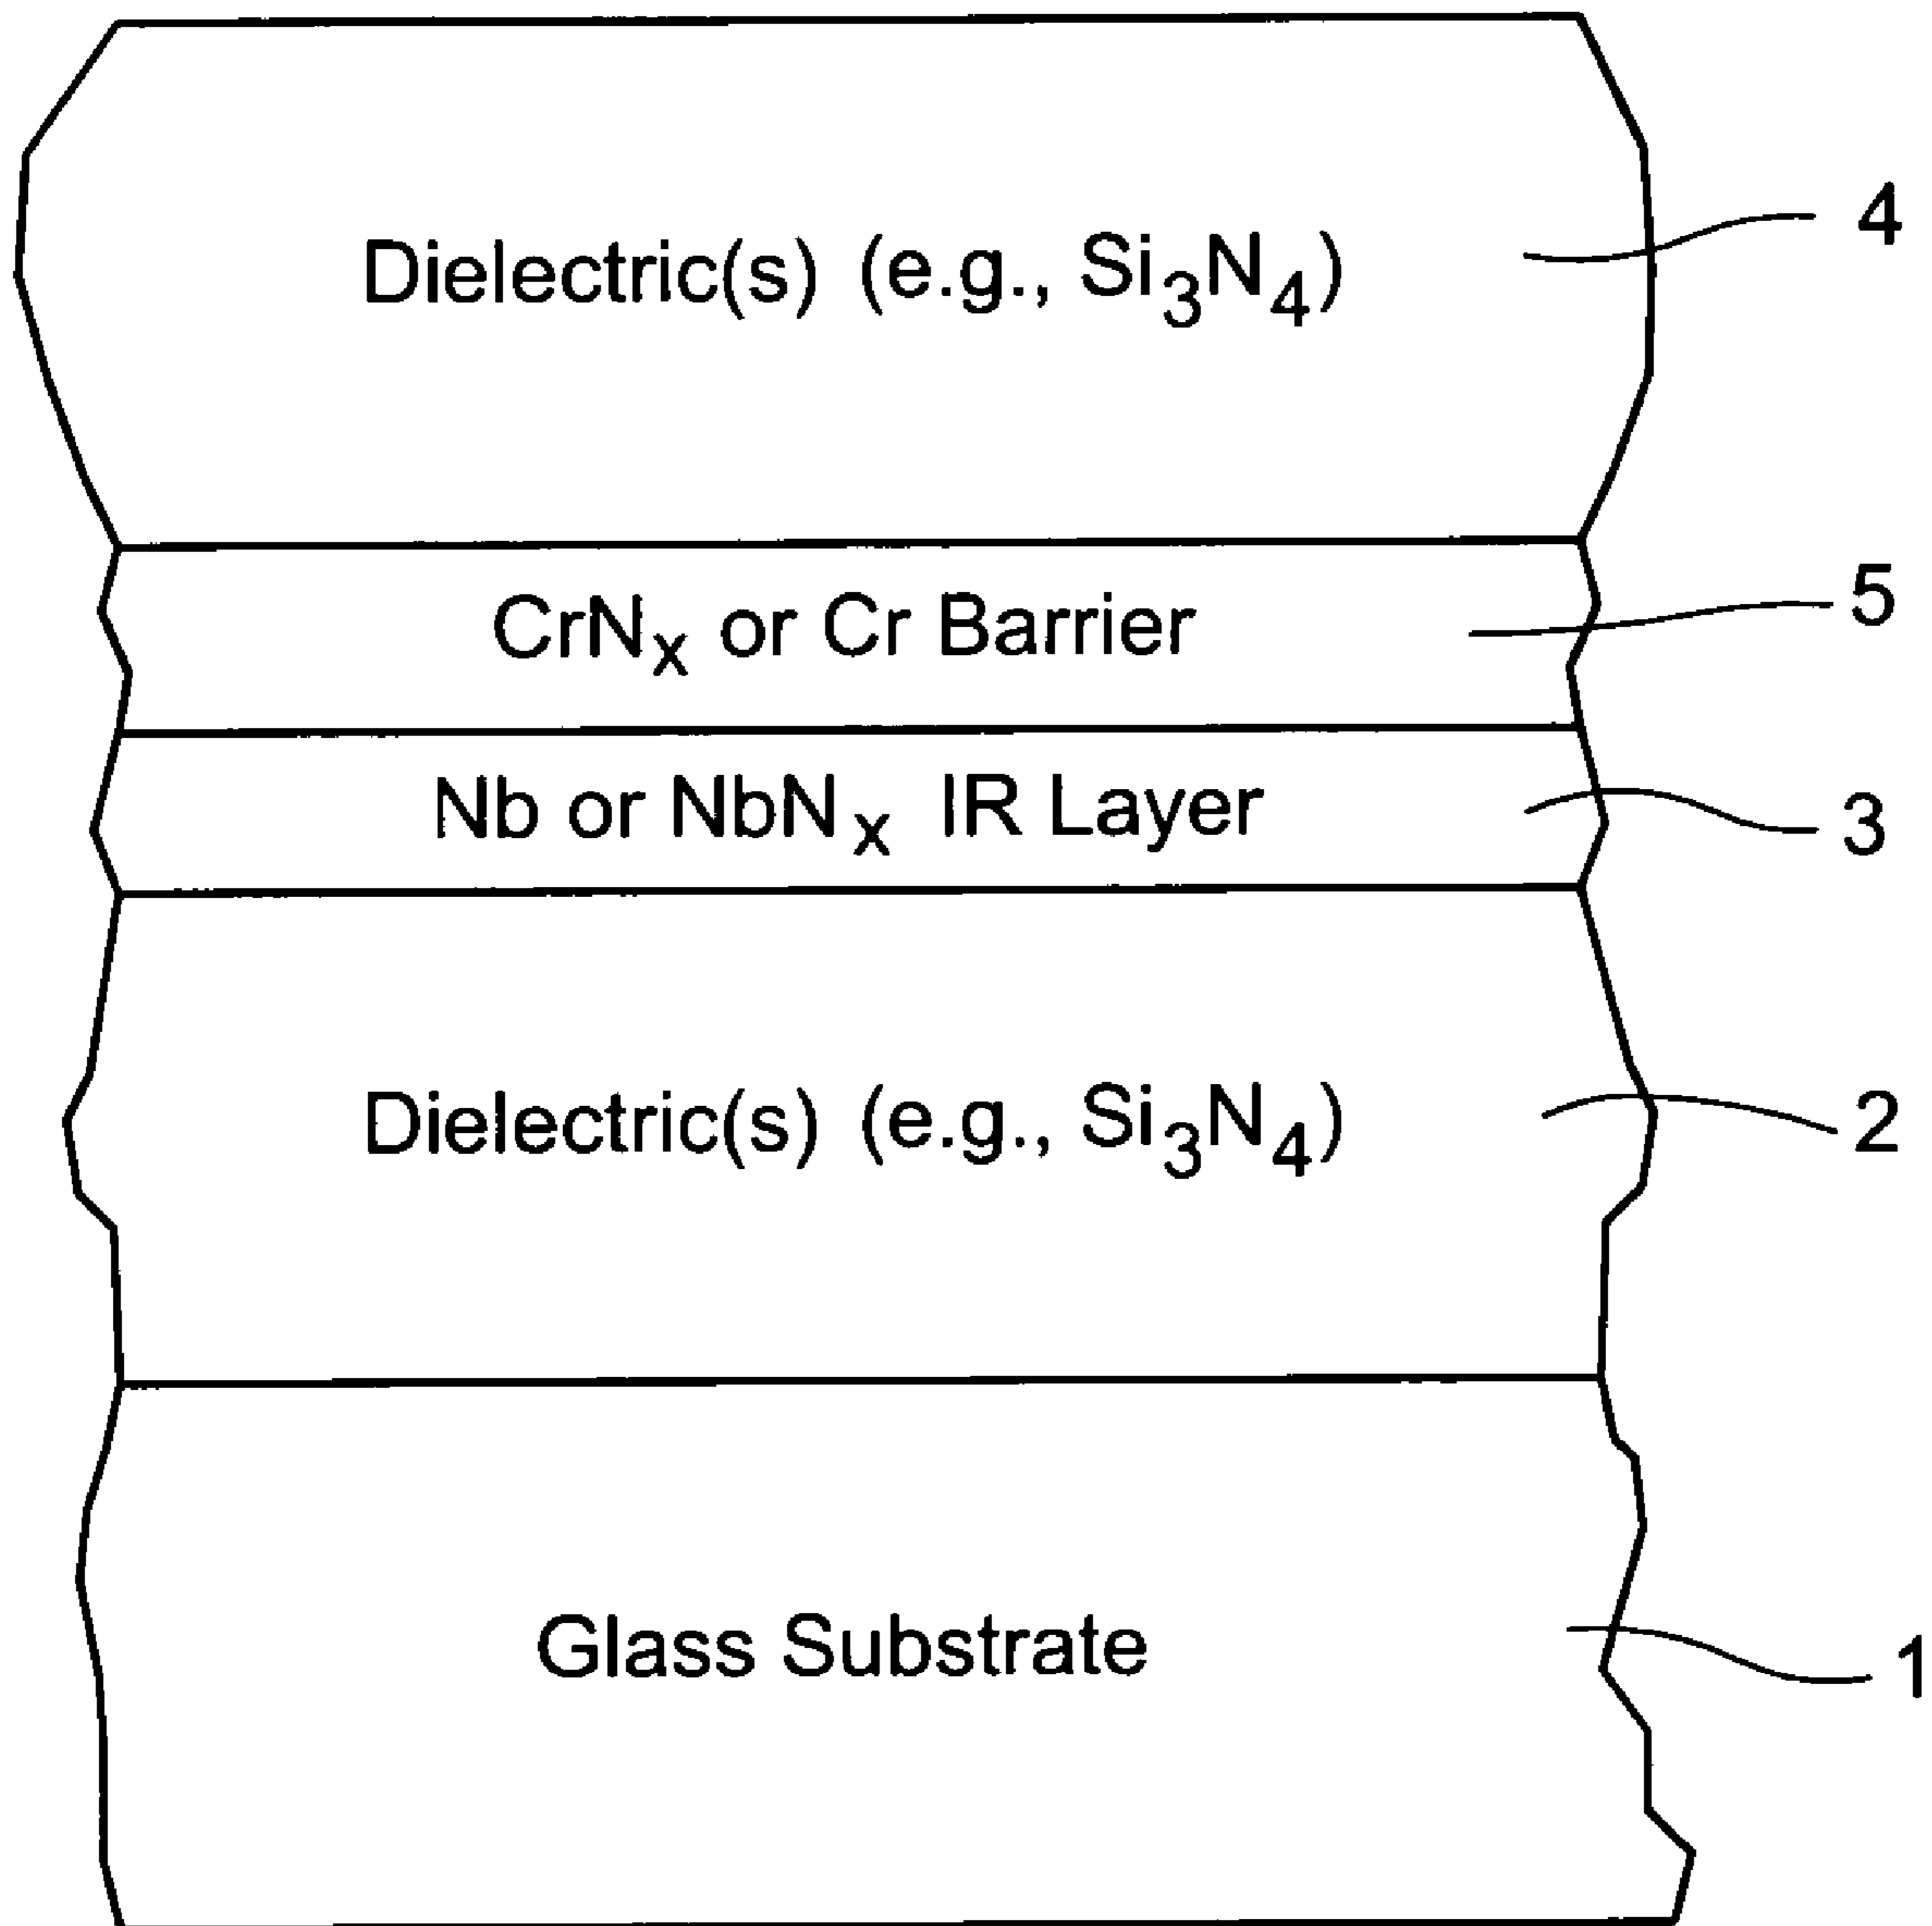 Dielectric(s) (e.g., Si₃N₄) 4
CrNₓ or Cr Barrier 5
Nb or NbNₓ IR Layer 3
Dielectric(s) (e.g., Si₃N₄) 2
Glass Substrate 1